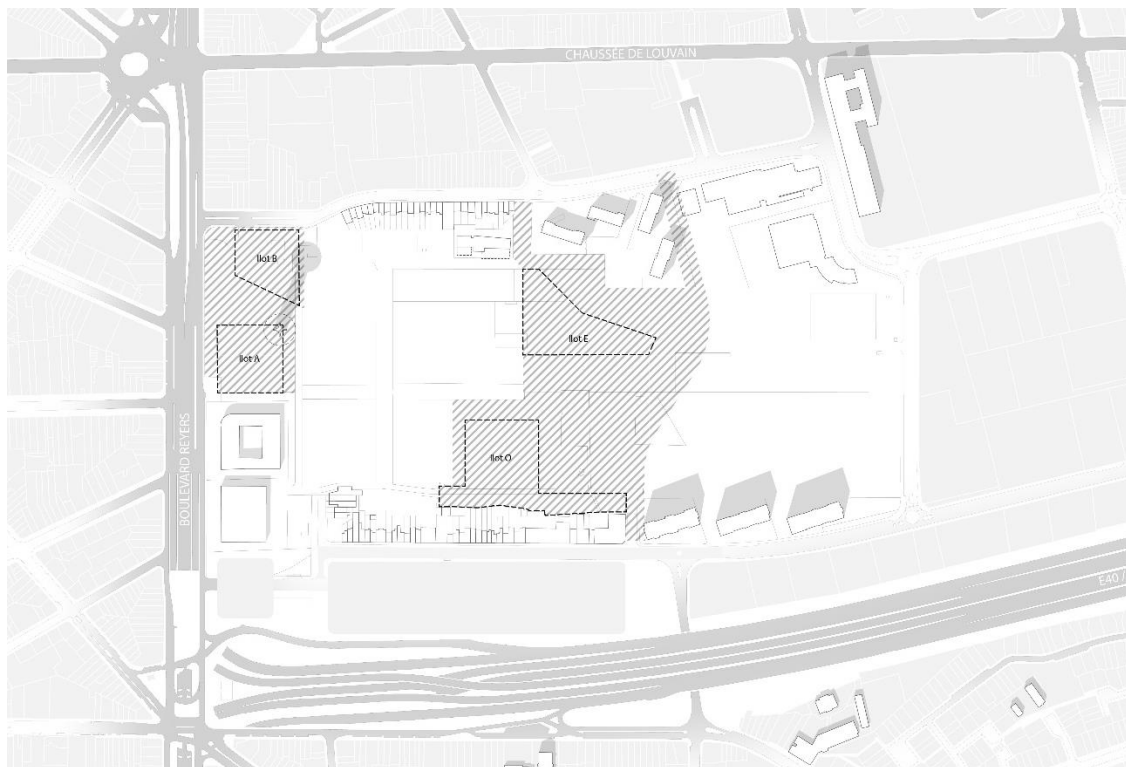 CHAUSSÉE DE LOUVAIN
Ilot B
Ilot E
Ilot A
BOULEVARD REYERS
Ilot O
E40 /